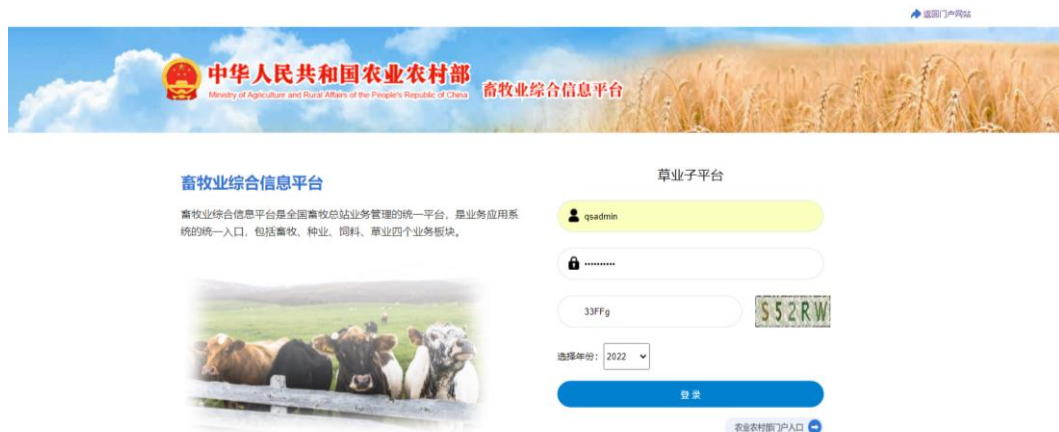 返回门户网站
中华人民共和国农业农村部
Ministry of Agriculture and Rural Affairs of the People's Republic of China
畜牧业综合信息平台
畜牧业综合信息平台
畜牧业综合信息平台是全国畜牧总站业务管理的统一平台，是业务应用系
统的统一入口，包括畜牧、种业、饲料、草业四个业务板块。
草业子平台
qsadmin
··········
33FFg
S52RW
选择年份： 2022
登录
农业农村部门户入口